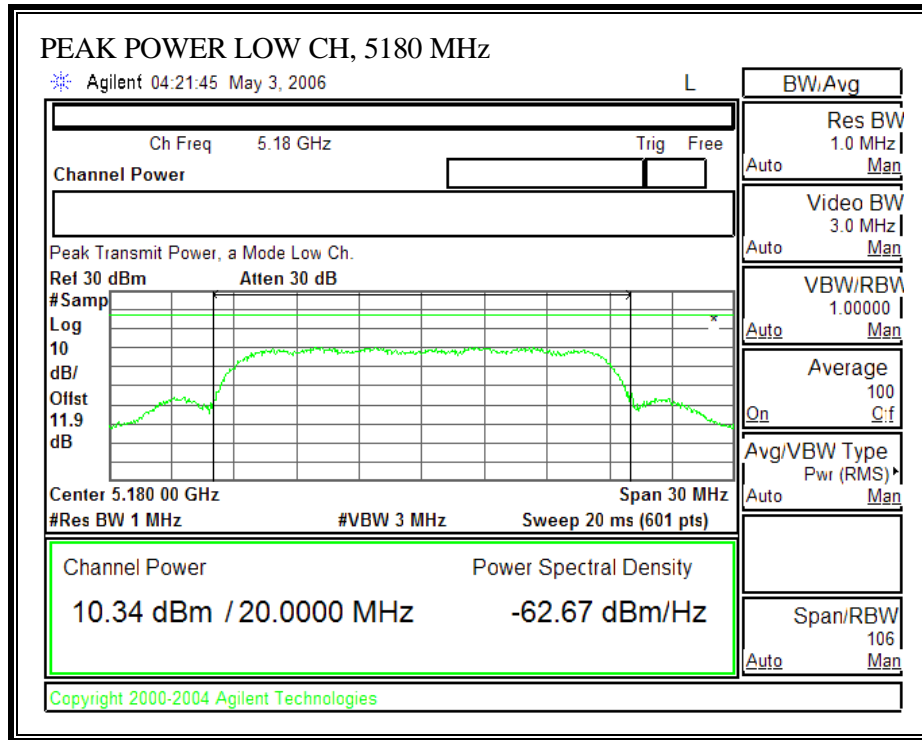 PEAK POWER LOW CH, 5180 MHz
Agilent 04:21:45 May 3, 2006 L
BW/Avg
Ch Freq 5.18 GHz Trig Free
Channel Power
Res BW
1.0 MHz
Auto Man
Video BW
3.0 MHz
Auto Man
Peak Transmit Power, a Mode Low Ch.
Ref 30 dBm Atten 30 dB
#Samp
Log
10
dB/
Offst
11.9
dB
VBW/RBW
1.00000
Auto Man
Average
100
On
Avg/VBW Type
Pwr (RMS)
Auto Man
Center 5.180 00 GHz Span 30 MHz
#Res BW 1 MHz #VBW 3 MHz Sweep 20 ms (601 pts)
Channel Power Power Spectral Density
10.34 dBm / 20.0000 MHz -62.67 dBm/Hz
Span/RBW
106
Auto Man
Copyright 2000-2004 Agilent Technologies